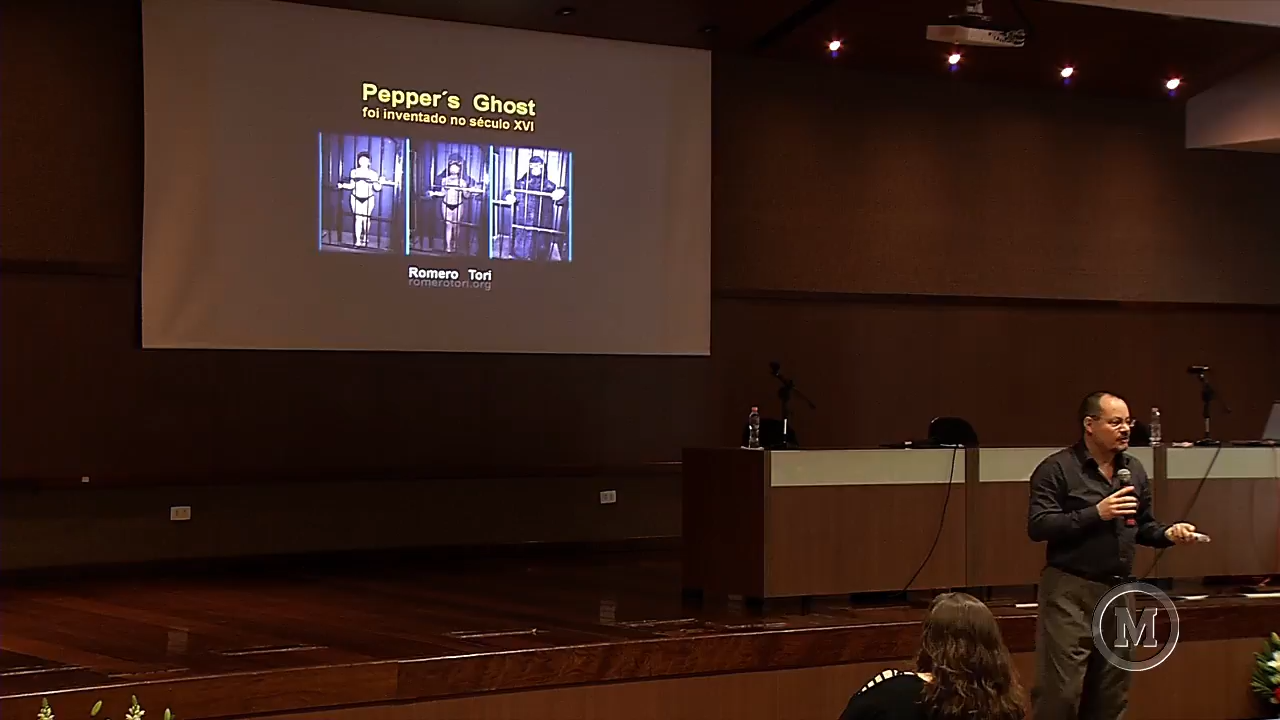 Pepper´s Ghost
foi inventado no século XVI
Romero Tori
romerotori.org
M